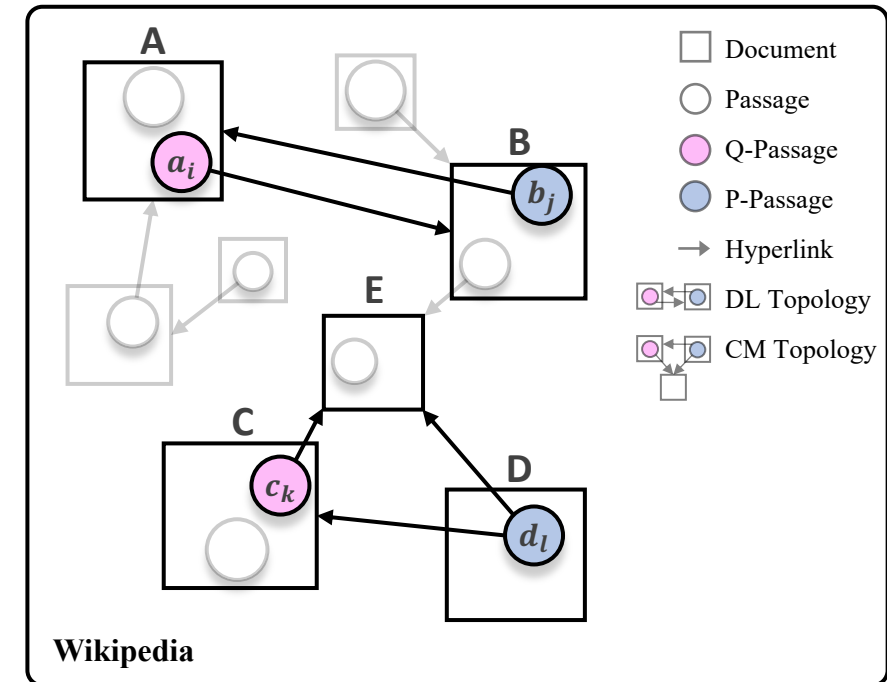 A
a_i
B
b_j
E
C
c_k
D
d_l
Wikipedia
Document
Passage
Q-Passage
P-Passage
Hyperlink
DL Topology
CM Topology